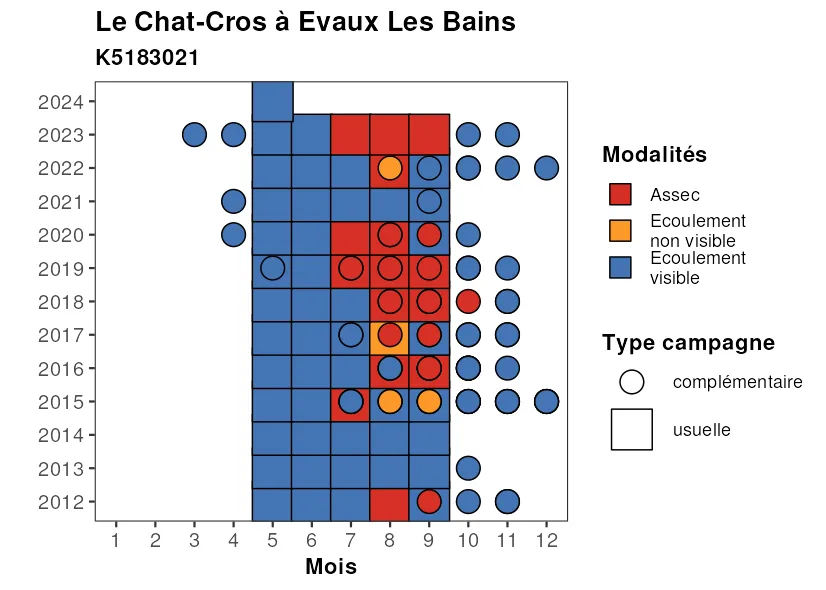 Le Chat-Cros à Evaux Les Bains
K5183021
2024
2023
2022
2021
2020
2019
2018
2017
2016
2015
2014
2013
2012
1 2 3 4 5 6 7 8 9 10 11 12
Mois
Modalités
Assec
Ecoulement
non visible
Ecoulement
visible
Type campagne
complémentaire
usuelle